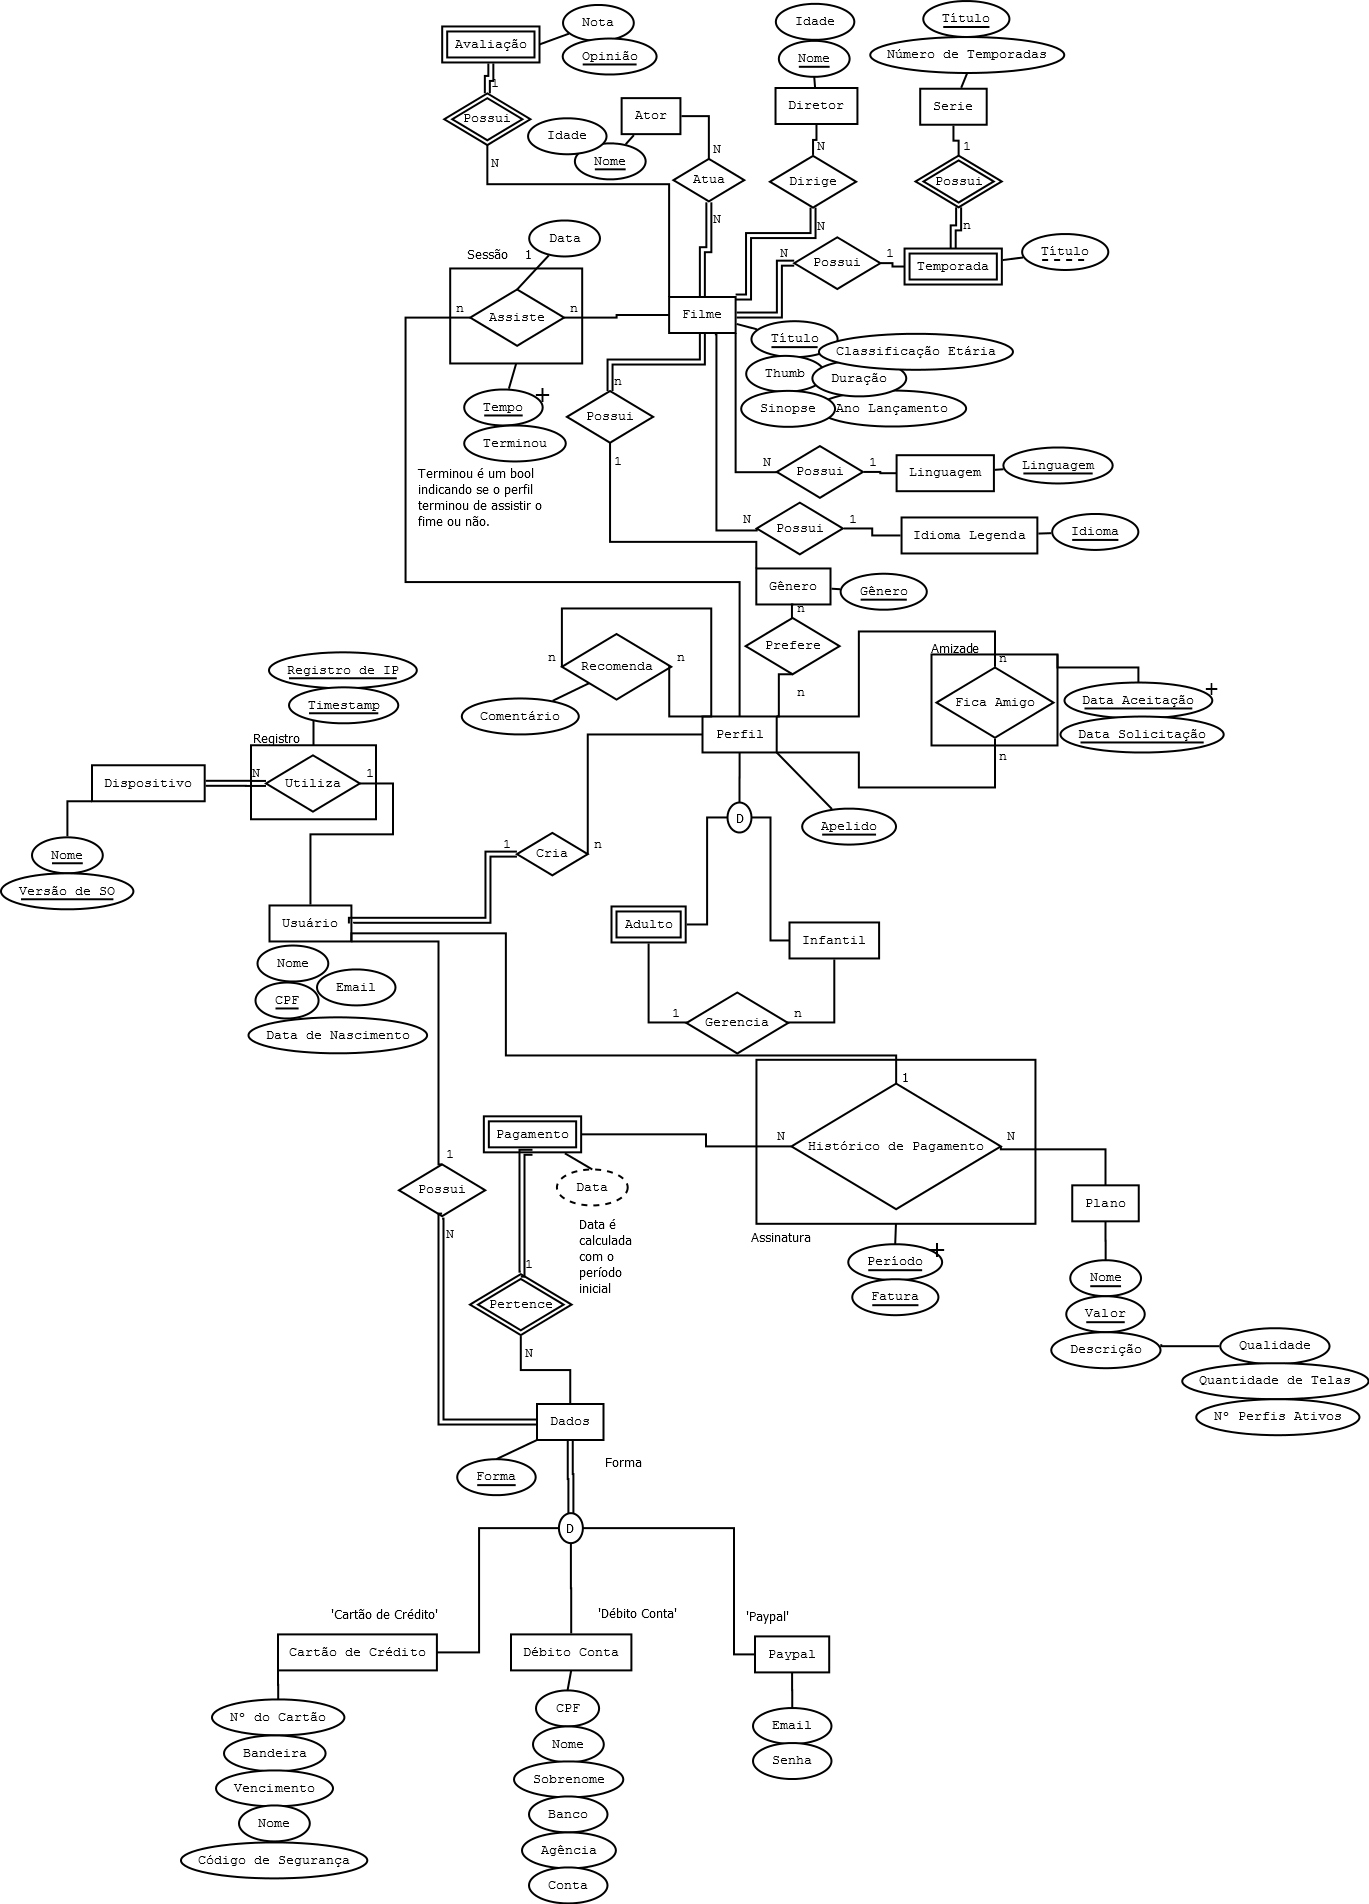 Avaliação
Nota
Opinião
Idade
Nome
Título
Número de Temporadas
1
Possui
N
Ator
Idade
Nome
N
Atua
N
Diretor
N
Dirige
N
Serie
1
Possui
n
Temporada
Título
Sessão
1
Data
n
Assiste
n
Filme
N
Possui
1
Título
Classificação Etária
Thumb
Duração
Sinopse
Ano Lançamento
Tempo
+
Terminou
Terminou é um bool
indicando se o perfil
terminou de assistir o
fime ou não.
n
Possui
1
N
Possui
1
Linguagem
Linguagem
N
Possui
1
Idioma Legenda
Idioma
Gênero
Gênero
n
Prefere
n
n
Recomenda
n
Comentário
Perfil
Amizade
n
Fica Amigo
n
Data Aceitação
+
Data Solicitação
Registro de IP
Timestamp
Registro
Dispositivo
N
Utiliza
1
Nome
Versão de SO
1
Cria
n
D
Apelido
Usuário
Nome
Email
CPF
Data de Nascimento
Adulto
Infantil
1
Gerencia
n
Pagamento
Data
Data é
calculada
com o
período
inicial
1
N
Histórico de Pagamento
N
Assinatura
Período
+
Fatura
Plano
Nome
Valor
Descrição
Qualidade
Quantidade de Telas
N° Perfis Ativos
1
Possui
N
1
Pertence
N
Dados
Forma
Forma
D
'Cartão de Crédito'
'Débito Conta'
'Paypal'
Cartão de Crédito
Débito Conta
Paypal
N° do Cartão
Bandeira
Vencimento
Nome
Código de Segurança
CPF
Nome
Sobrenome
Banco
Agência
Conta
Email
Senha